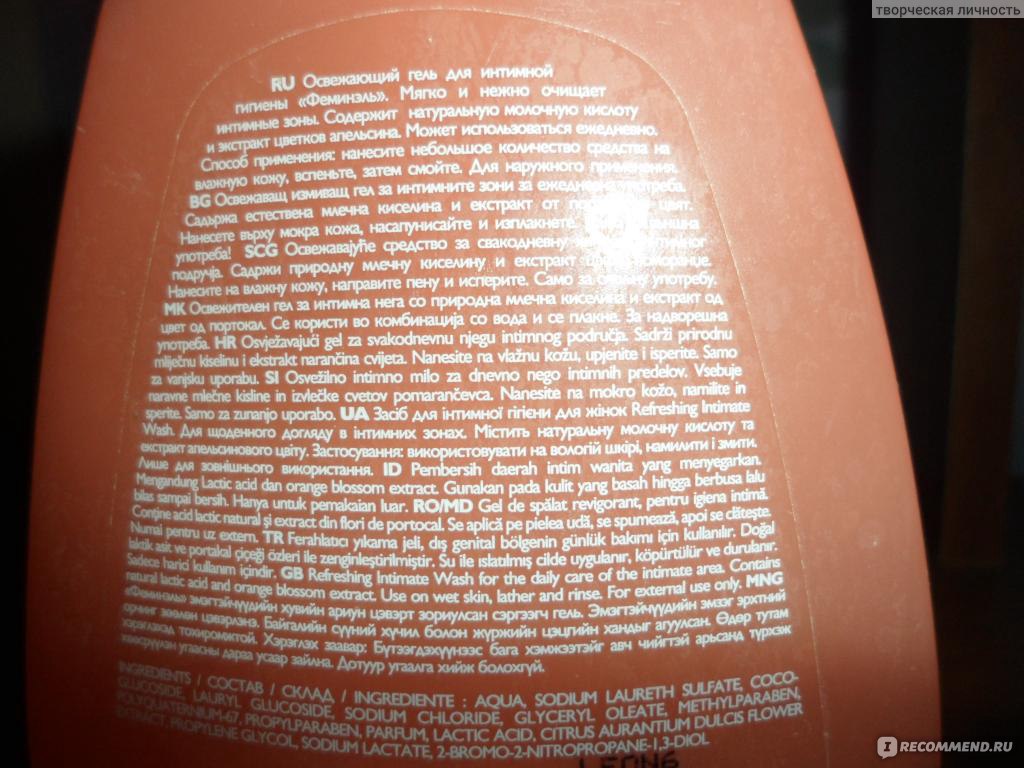 творческая личность
RU Освежающий гель для интимной
гигиены «Феминэль». Мягко и нежно очищает
интимные зоны. Содержит натуральную молочную кислоту
и экстракт цветков апельсина. Может использоваться ежедневно.
Способ применения: нанесите небольшое количество средства на
влажную кожу, вспеньте, затем смойте. Для наружного применения.
BG Освежаващ измиващ гел за интимните зони за ежедневна употреба.
Садържа естествена млечна киселина и екстракт от цвят.
Нанесете върху мокра кожа, насапунисайте и изплакнете.
употреба! SCG Освежавајуће средство за свакодневну интимног
подручја. Садржи природну млечну киселину и екстракт поморанџе.
Нанесите на влажну кожу, направите пену и исперите. Само за употребу.
МК Освежителен гел за интимна нега со природна млечна киселина и екстракт од
цвет од портокал. Се користи во комбинација со вода и се плакне. За надворешна
употреба. HR Osvježavajući gel za svakodnevnu njegu intimnog područja. Sadrži prirodnu
mliječnu kiselinu i ekstrakt narančina cvijeta. Nanesite na vlažnu kožu, upjenite i isperite. Samo
za vanjsku uporabu. SI Osvežilno intimno milo za dnevno nego intimnih predelov. Vsebuje
naravne mlečne kisline in izvlečke cvetov pomarančevca. Nanesite na mokro kožo, namilite in
sperite. Samo za zunanjo uporabo. UA Засіб для інтимної гігієни для жінок Refreshing Intimate
Wash. Для щоденного догляду в інтимних зонах. Містить натуральну молочну кислоту та
екстракт апельсинового цвіту. Застосування: використовувати на вологій шкірі, намилити і змити.
Лише для зовнішнього використання. ID Pembersih daerah intim wanita yang menyegarkan.
Mengandung Lactic acid dan orange blossom extract. Gunakan pada kulit yang basah hingga berbusa lalu
bilas sampai bersih. Hanya untuk pemakaian luar. RO/MD Gel de spălat revigorant, pentru igiena intimă.
Conţine acid lactic natural şi extract din flori de portocal. Se aplică pe pielea udă, se spumează, apoi se clăteşte.
Numai pentru uz extern. TR Ferahlatıcı yıkama jeli, dış genital bölgenin günlük bakımı için kullanılır. Doğal
laktik asit ve portakal çiçeği özleri ile zenginleştirilmiştir. Su ile ıslatılmış cilde uygulanır, köpürtülür ve durulanır.
Sadece harici kullanım içindir. GB Refreshing Intimate Wash for the daily care of the intimate area. Contains
natural lactic acid and orange blossom extract. Use on wet skin, lather and rinse. For external use only. MNG
«Феминэль» эмэгтэйчүүдийн хувийн ариун цэвэрт зориулсан сэргээгч гель. Эмэгтэйчүүдийн эмзэг эрхтний
орчинг зөөлөн цэвэрлэнэ. Байгалийн сүүний хүчил болон жүржийн цэцгийн хандыг агуулсан. Өдөр тутам
хэрэглэхэд тохиромжтой. Хэрэглэх заавар: Бүтээгдэхүүнээс бага хэмжээтэйг авч чийгтэй арьсанд түрхэж
хөөсрүүлэн угаасны дараа усаар зайлна. Дотуур угаалга хийж болохгүй.
INGREDIENTS / СОСТАВ / СКЛАД / INGREDIENTE : AQUA, SODIUM LAURETH SULFATE, COCO-
GLUCOSIDE, LAURYL GLUCOSIDE, SODIUM CHLORIDE, GLYCERYL OLEATE, METHYLPARABEN,
POLYQUATERNIUM-67, PROPYLPARABEN, PARFUM, LACTIC ACID, CITRUS AURANTIUM DULCIS FLOWER
EXTRACT, PROPYLENE GLYCOL, SODIUM LACTATE, 2-BROMO-2-NITROPROPANE-1,3-DIOL
IRECOMMEND.RU